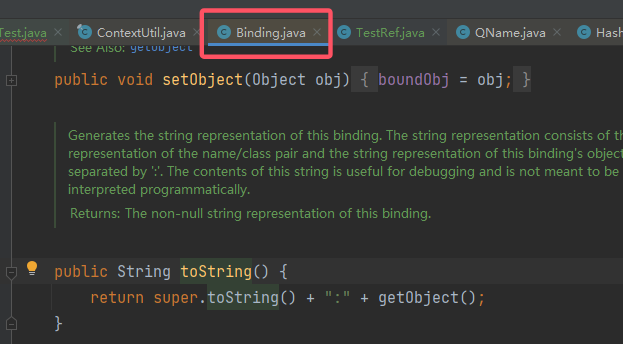 Test.java × ContextUtil.java × Binding.java × TestRef.java × QName.java × Hash
See Also: getObject
public void setObject(Object obj) { boundObj = obj; }
Generates the string representation of this binding. The string representation consists of th
representation of the name/class pair and the string representation of this binding's object
separated by ':'. The contents of this string is useful for debugging and is not meant to be
interpreted programmatically.
Returns: The non-null string representation of this binding.
public String toString() {
return super.toString() + ":" + getObject();
}